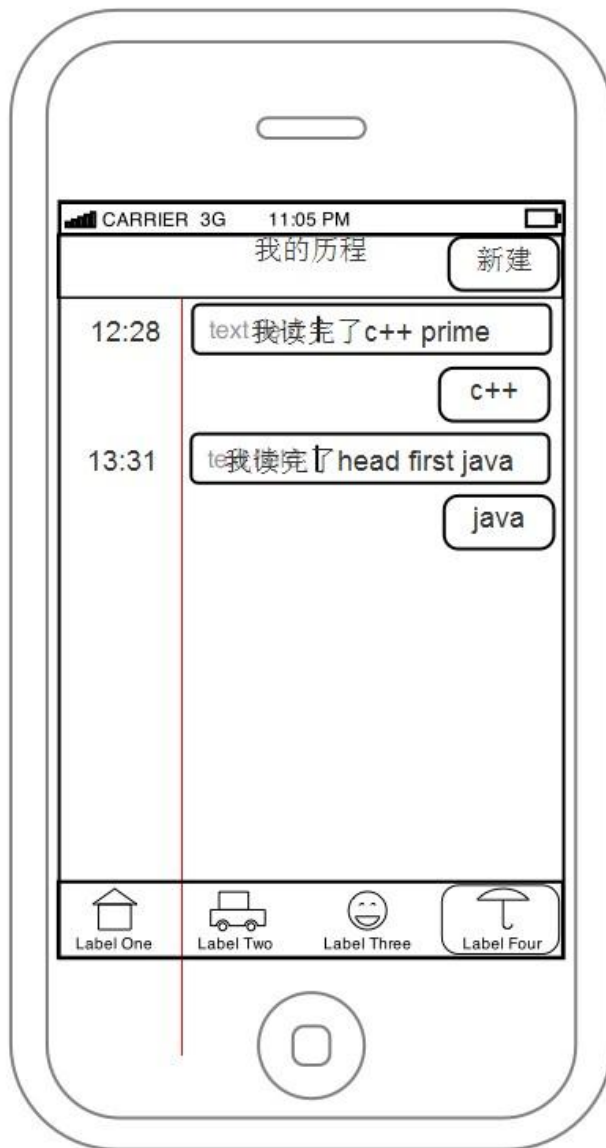 CARRIER 3G 11:05 PM
我的历程
新建
12:28
我读完了c++ prime
c++
13:31
我读完了head first java
java
Label One Label Two Label Three Label Four